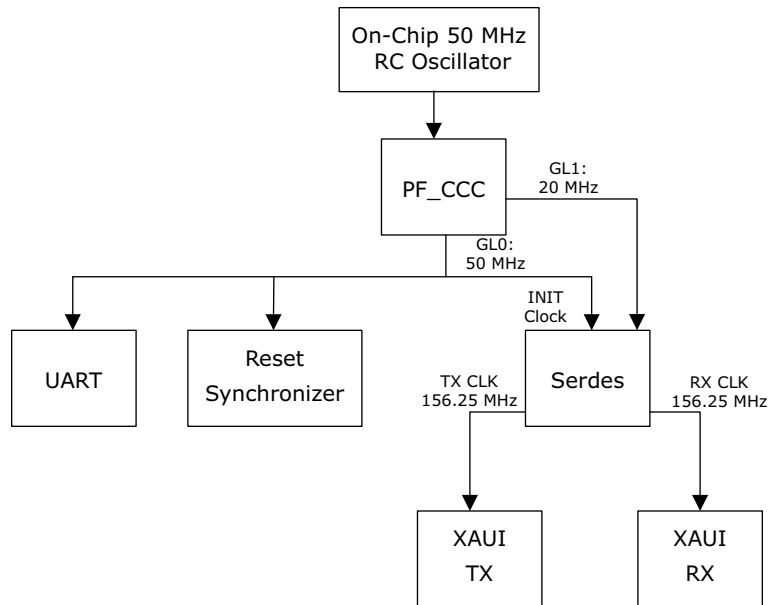 On-Chip 50 MHz
RC Oscillator
PF_CCC
GL1:
20 MHz
GL0:
50 MHz
INIT
Clock
UART
Reset
Synchronizer
Serdes
TX CLK
156.25 MHz
RX CLK
156.25 MHz
XAUI
TX
XAUI
RX